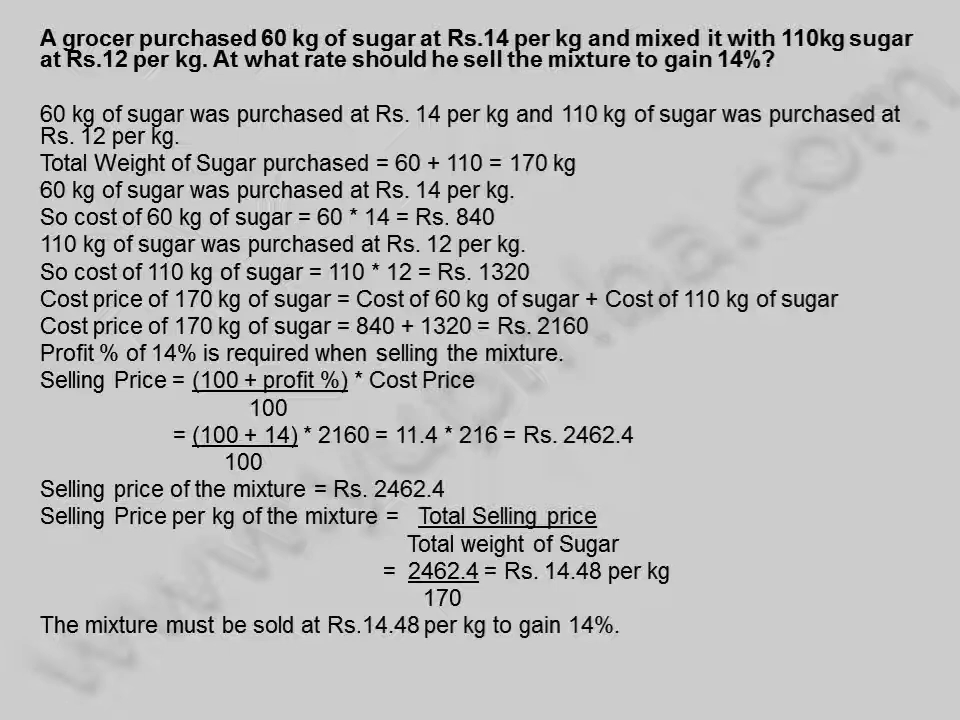 A grocer purchased 60 kg of sugar at Rs.14 per kg and mixed it with 110kg sugar
at Rs.12 per kg. At what rate should he sell the mixture to gain 14%?
60 kg of sugar was purchased at Rs. 14 per kg and 110 kg of sugar was purchased at
Rs. 12 per kg.
Total Weight of Sugar purchased = 60 + 110 = 170 kg
60 kg of sugar was purchased at Rs. 14 per kg.
So cost of 60 kg of sugar = 60 * 14 = Rs. 840
110 kg of sugar was purchased at Rs. 12 per kg.
So cost of 110 kg of sugar = 110 * 12 = Rs. 1320
Cost price of 170 kg of sugar = Cost of 60 kg of sugar + Cost of 110 kg of sugar
Cost price of 170 kg of sugar = 840 + 1320 = Rs. 2160
Profit % of 14% is required when selling the mixture.
Selling Price = (100 + profit %) * Cost Price
100
= (100 + 14) * 2160 = 11.4 * 216 = Rs. 2462.4
100
Selling price of the mixture = Rs. 2462.4
Selling Price per kg of the mixture = Total Selling price
Total weight of Sugar
= 2462.4 = Rs. 14.48 per kg
170
The mixture must be sold at Rs.14.48 per kg to gain 14%.